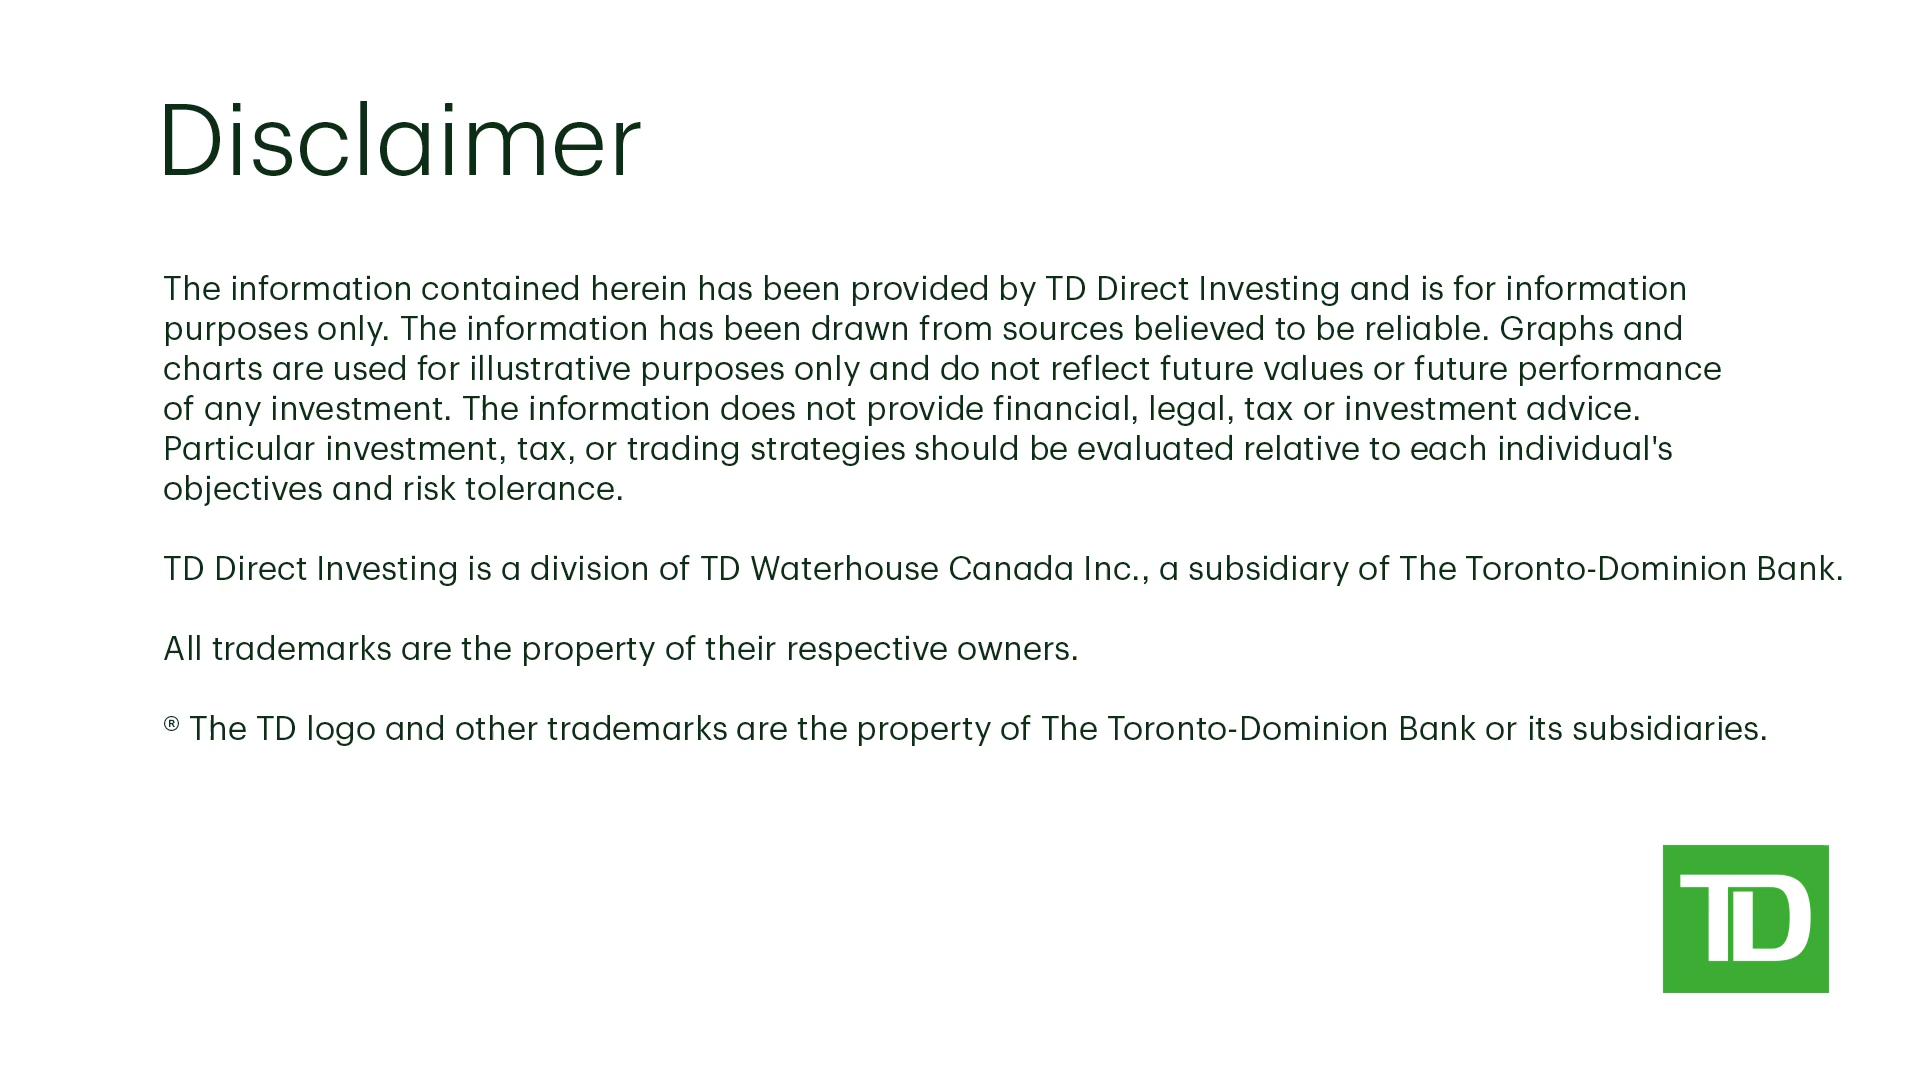 Disclaimer
The information contained herein has been provided by TD Direct Investing and is for information
purposes only. The information has been drawn from sources believed to be reliable. Graphs and
charts are used for illustrative purposes only and do not reflect future values or future performance
of any investment. The information does not provide financial, legal, tax or investment advice.
Particular investment, tax, or trading strategies should be evaluated relative to each individual's
objectives and risk tolerance.
TD Direct Investing is a division of TD Waterhouse Canada Inc., a subsidiary of The Toronto-Dominion Bank.
All trademarks are the property of their respective owners.
® The TD logo and other trademarks are the property of The Toronto-Dominion Bank or its subsidiaries.
TD